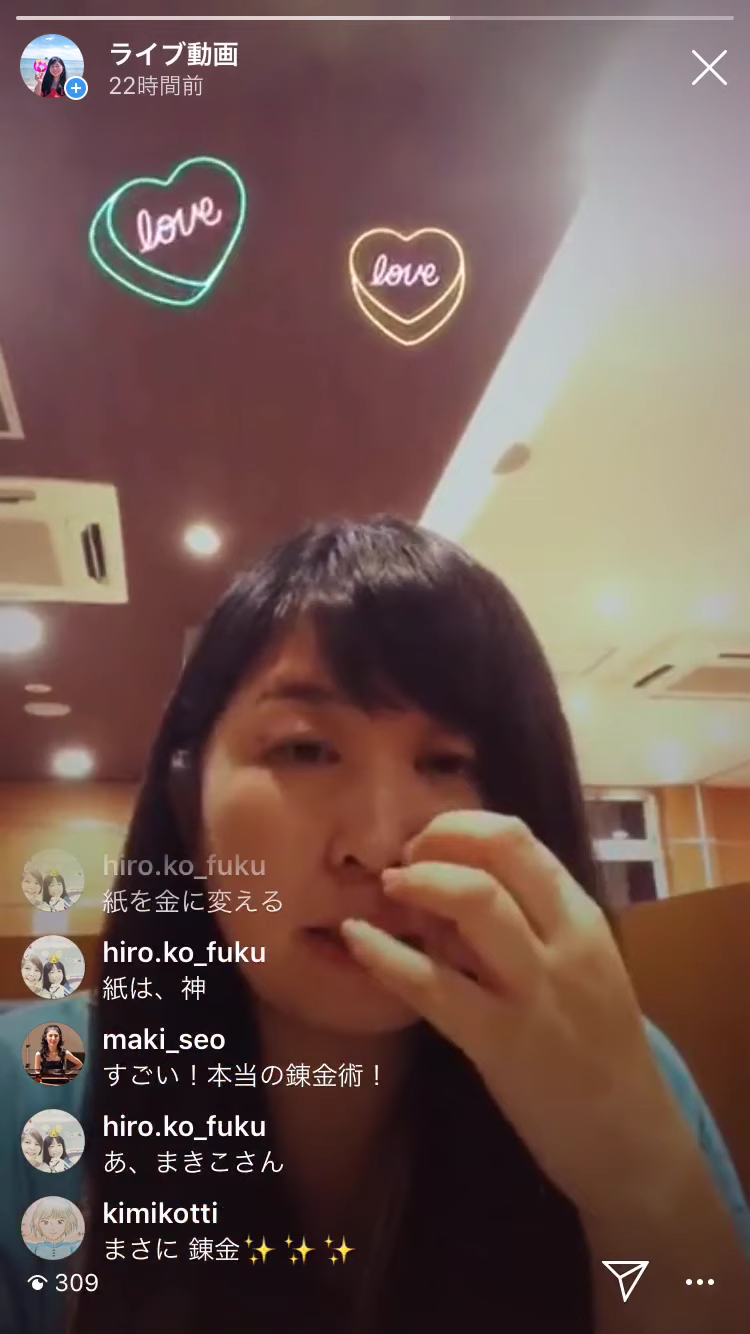 ライブ動画
22時間前
love
love
hiro.ko_fuku
紙を金に変える
hiro.ko_fuku
紙は、神
maki_seo
すごい！本当の錬金術！
hiro.ko_fuku
あ、まきこさん
kimikotti
まさに 錬金✨✨✨
309